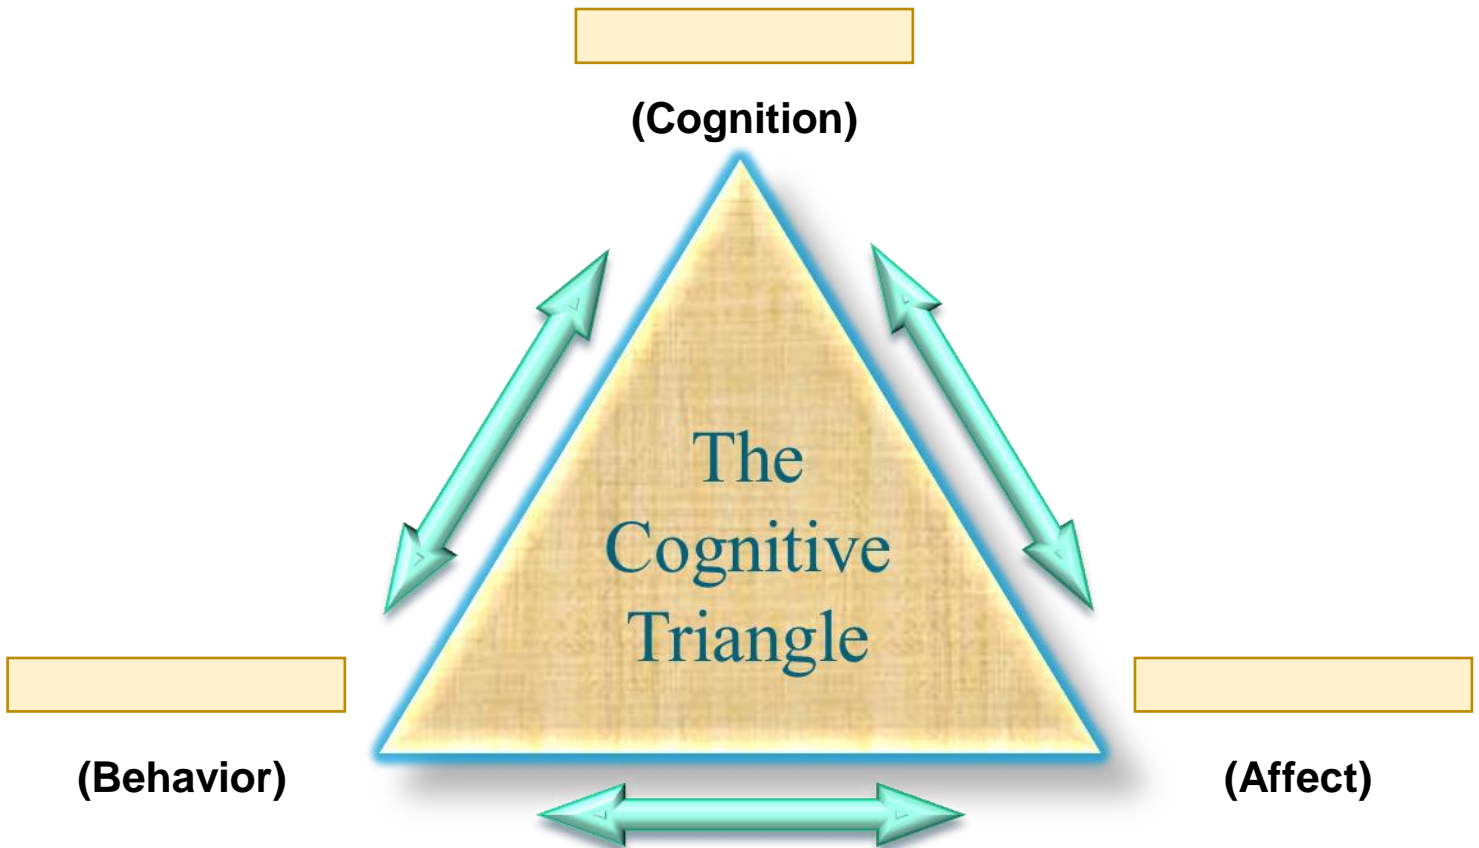 (Cognition)
The
Cognitive
Triangle
(Behavior)
(Affect)